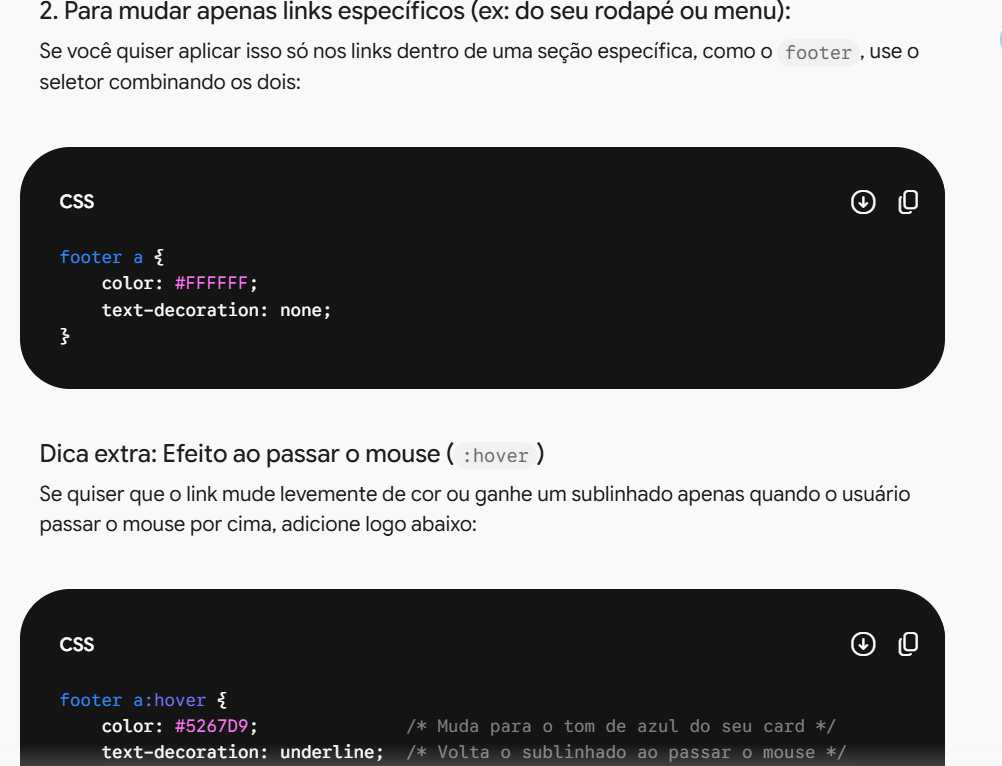 2. Para mudar apenas links específicos (ex: do seu rodapé ou menu):
Se você quiser aplicar isso só nos links dentro de uma seção específica, como o footer, use o
seletor combinando os dois:
CSS
footer a {
    color: #FFFFFF;
    text-decoration: none;
}
Dica extra: Efeito ao passar o mouse (:hover)
Se quiser que o link mude levemente de cor ou ganhe um sublinhado apenas quando o usuário
passar o mouse por cima, adicione logo abaixo:
CSS
footer a:hover {
    color: #5267D9;              /* Muda para o tom de azul do seu card */
    text-decoration: underline;  /* Volta o sublinhado ao passar o mouse */